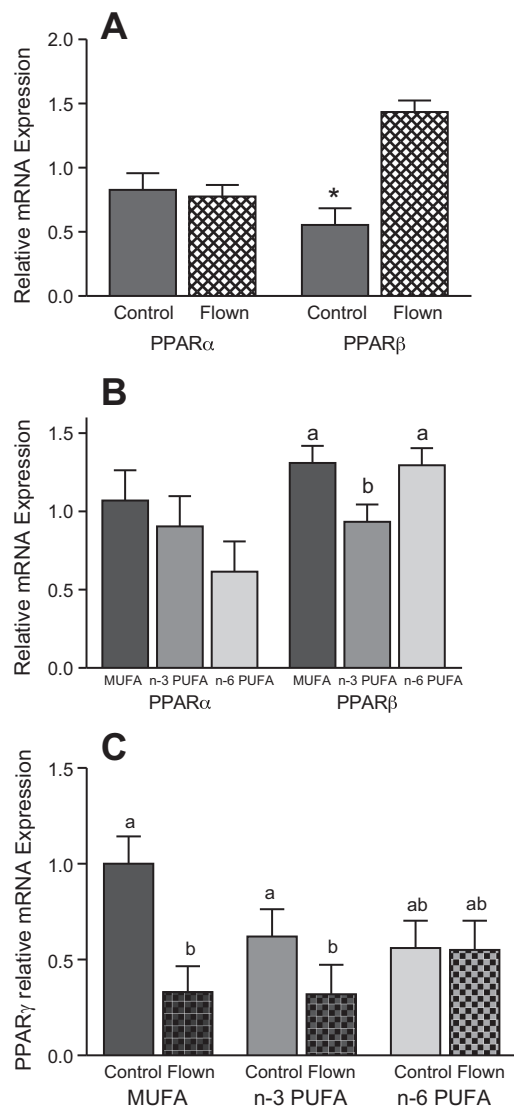 A
Relative mRNA Expression
2.0
1.5
1.0
0.5
0.0
*
Control Flown Control Flown
PPARα PPARβ
B
Relative mRNA Expression
1.5
1.0
0.5
0.0
a b a
MUFA n-3 PUFA n-6 PUFA MUFA n-3 PUFA n-6 PUFA
PPARα PPARβ
C
PPARγ relative mRNA Expression
1.5
1.0
0.5
0.0
a b a b ab ab
Control Flown Control Flown Control Flown
MUFA n-3 PUFA n-6 PUFA